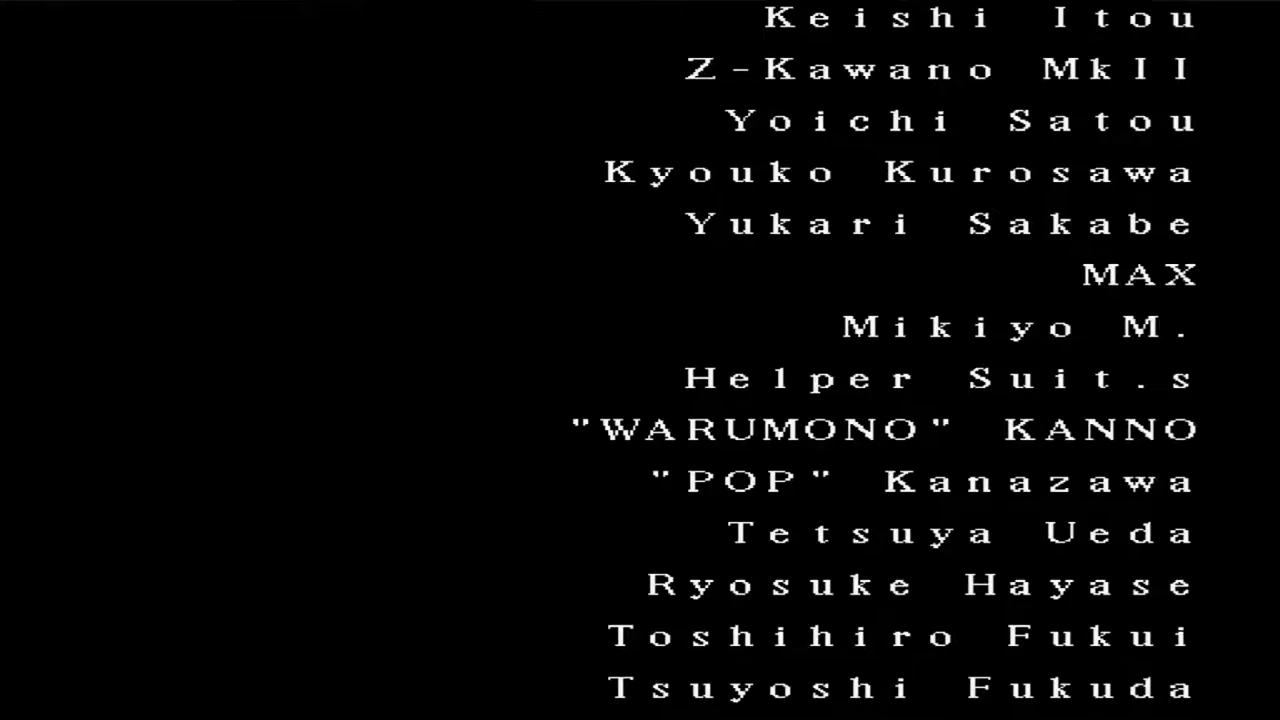 Keishi Itou
Z-Kawano MkII
Yoichi Satou
Kyouko Kurosawa
Yukari Sakabe
MAX
Mikiyo M.
Helper Suit.s
"WARUMONO" KANNO
"POP" Kanazawa
Tetsuya Ueda
Ryosuke Hayase
Toshihiro Fukui
Tsuyoshi Fukuda